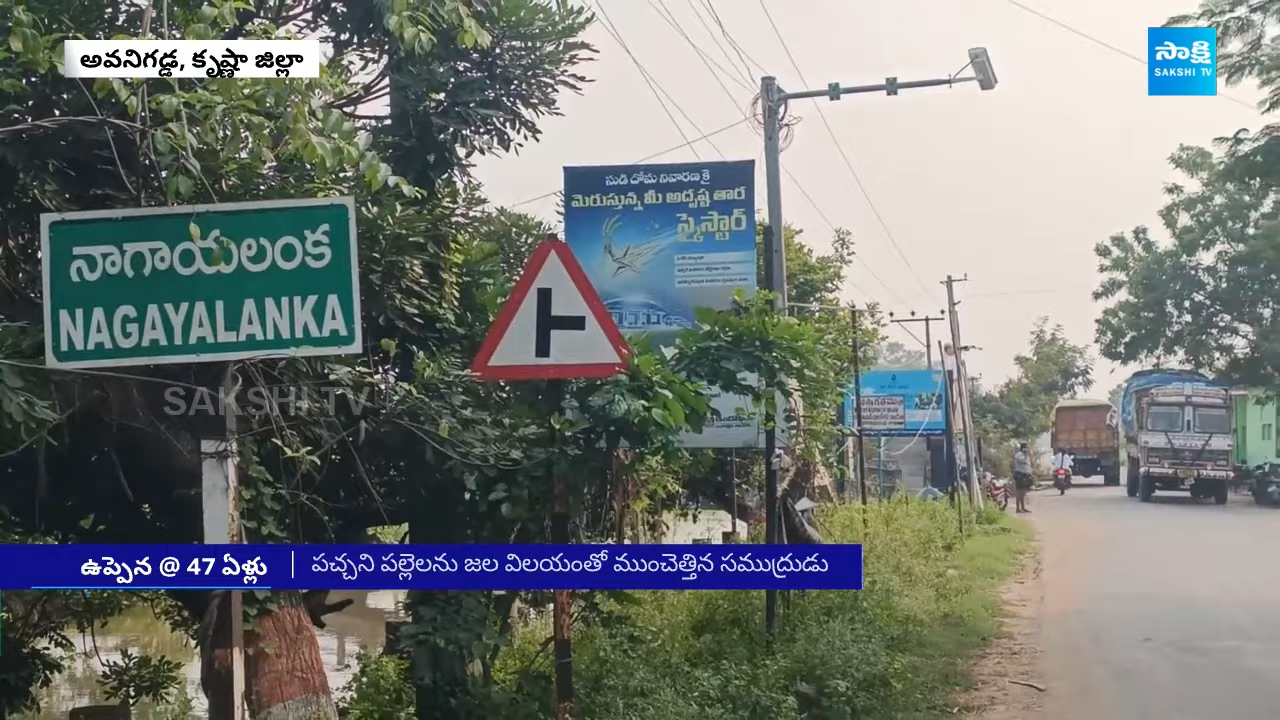 అవనిగడ్డ, కృష్ణా జిల్లా
సాక్షి
SAKSHI TV
సుడి దోమ నివారణకై
మెరుస్తున్న మీ అదృష్ట తార
స్కైస్టార్
నాగాయలంక
NAGAYALANKA
SAKSHI TV
ఉప్పెన @ 47 ఏళ్లు
పచ్చని పల్లెలను జల విలయంతో ముంచెత్తిన సముద్రుడు